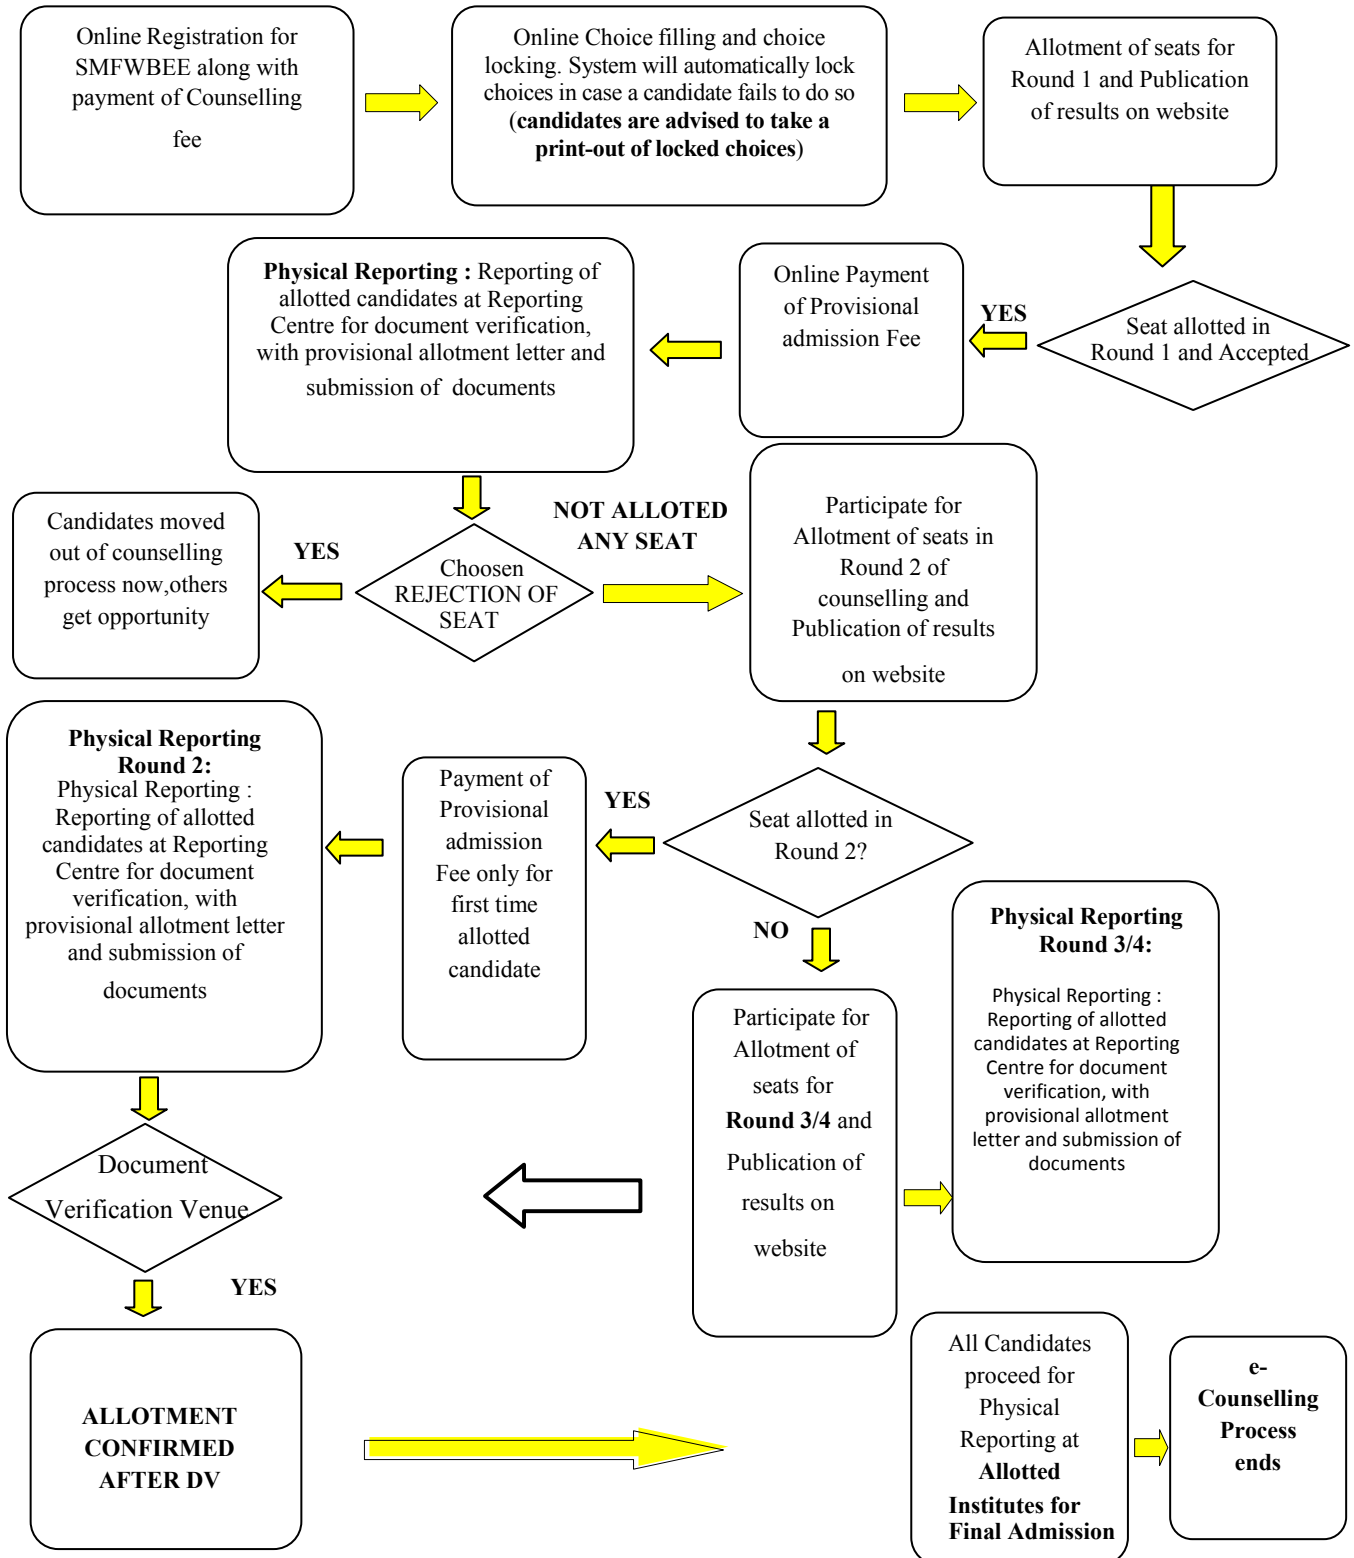 Online Registration for
SMFWBEE along with
payment of Counselling
fee
Online Choice filling and choice
locking. System will automatically lock
choices in case a candidate fails to do so
(candidates are advised to take a
print-out of locked choices)
Allotment of seats for
Round 1 and Publication
of results on website
Seat allotted in
Round 1 and Accepted
YES
Online Payment
of Provisional
admission Fee
Physical Reporting : Reporting of
allotted candidates at Reporting
Centre for document verification,
with provisional allotment letter and
submission of documents
Choosen
REJECTION OF
SEAT
YES
Candidates moved
out of counselling
process now,others
get opportunity
NOT ALLOTED
ANY SEAT
Participate for
Allotment of seats in
Round 2 of
counselling and
Publication of results
on website
Seat allotted in
Round 2?
YES
Payment of
Provisional
admission
Fee only for
first time
allotted
candidate
Physical Reporting
Round 2:
Physical Reporting :
Reporting of allotted
candidates at Reporting
Centre for document
verification, with
provisional allotment letter
and submission of
documents
NO
Participate for
Allotment of
seats for
Round 3/4 and
Publication of
results on
website
Physical Reporting
Round 3/4:
Physical Reporting :
Reporting of allotted
candidates at Reporting
Centre for document
verification, with
provisional allotment
letter and submission of
documents
Document
Verification Venue
YES
ALLOTMENT
CONFIRMED
AFTER DV
All Candidates
proceed for
Physical
Reporting at
Allotted
Institutes for
Final Admission
e-
Counselling
Process
ends